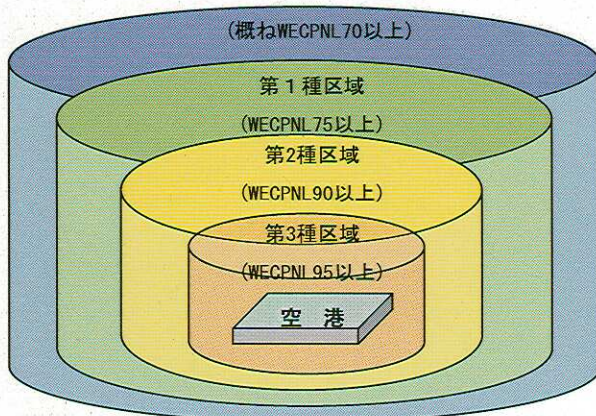 (概ねWECPNL70以上)
第１種区域
(WECPNL75以上)
第2種区域
(WECPNL90以上)
第3種区域
(WECPNL95以上)
空 港